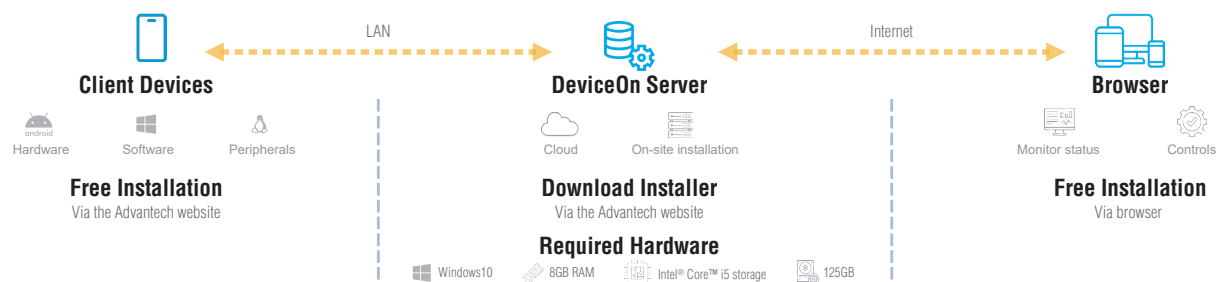 LAN
Internet
Client Devices
DeviceOn Server
Browser
android
Hardware
Software
Peripherals
Cloud
On-site installation
Monitor status
Controls
Free Installation
Via the Advantech website
Download Installer
Via the Advantech website
Free Installation
Via browser
Required Hardware
Windows10
8GB RAM
Intel® Core™ i5 storage
125GB